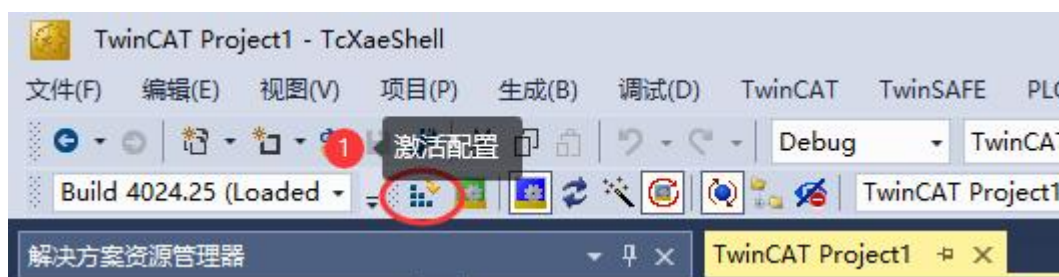 TwinCAT Project1 - TcXaeShell
文件(F) 编辑(E) 视图(V) 项目(P) 生成(B) 调试(D) TwinCAT TwinSAFE PLC
1 激活配置 Debug TwinCA
Build 4024.25 (Loaded TwinCAT Project1
解决方案资源管理器 TwinCAT Project1